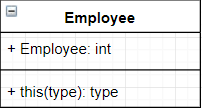 Employee
+ Employee: int
+ this(type): type